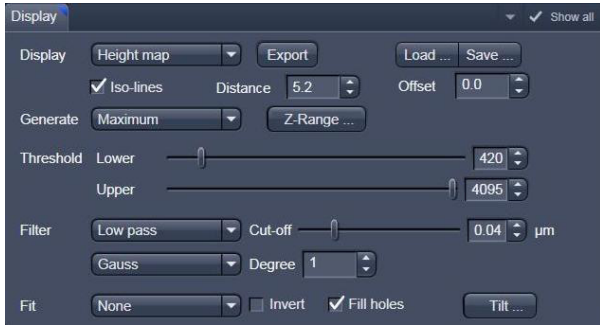 Display Show all
Display Height map Export Load ... Save ...
Iso-lines Distance 5.2 Offset 0.0
Generate Maximum Z-Range ...
Threshold Lower 420
Upper 4095
Filter Low pass Cut-off 0.04 µm
Gauss Degree 1
Fit None Invert Fill holes Tilt ...